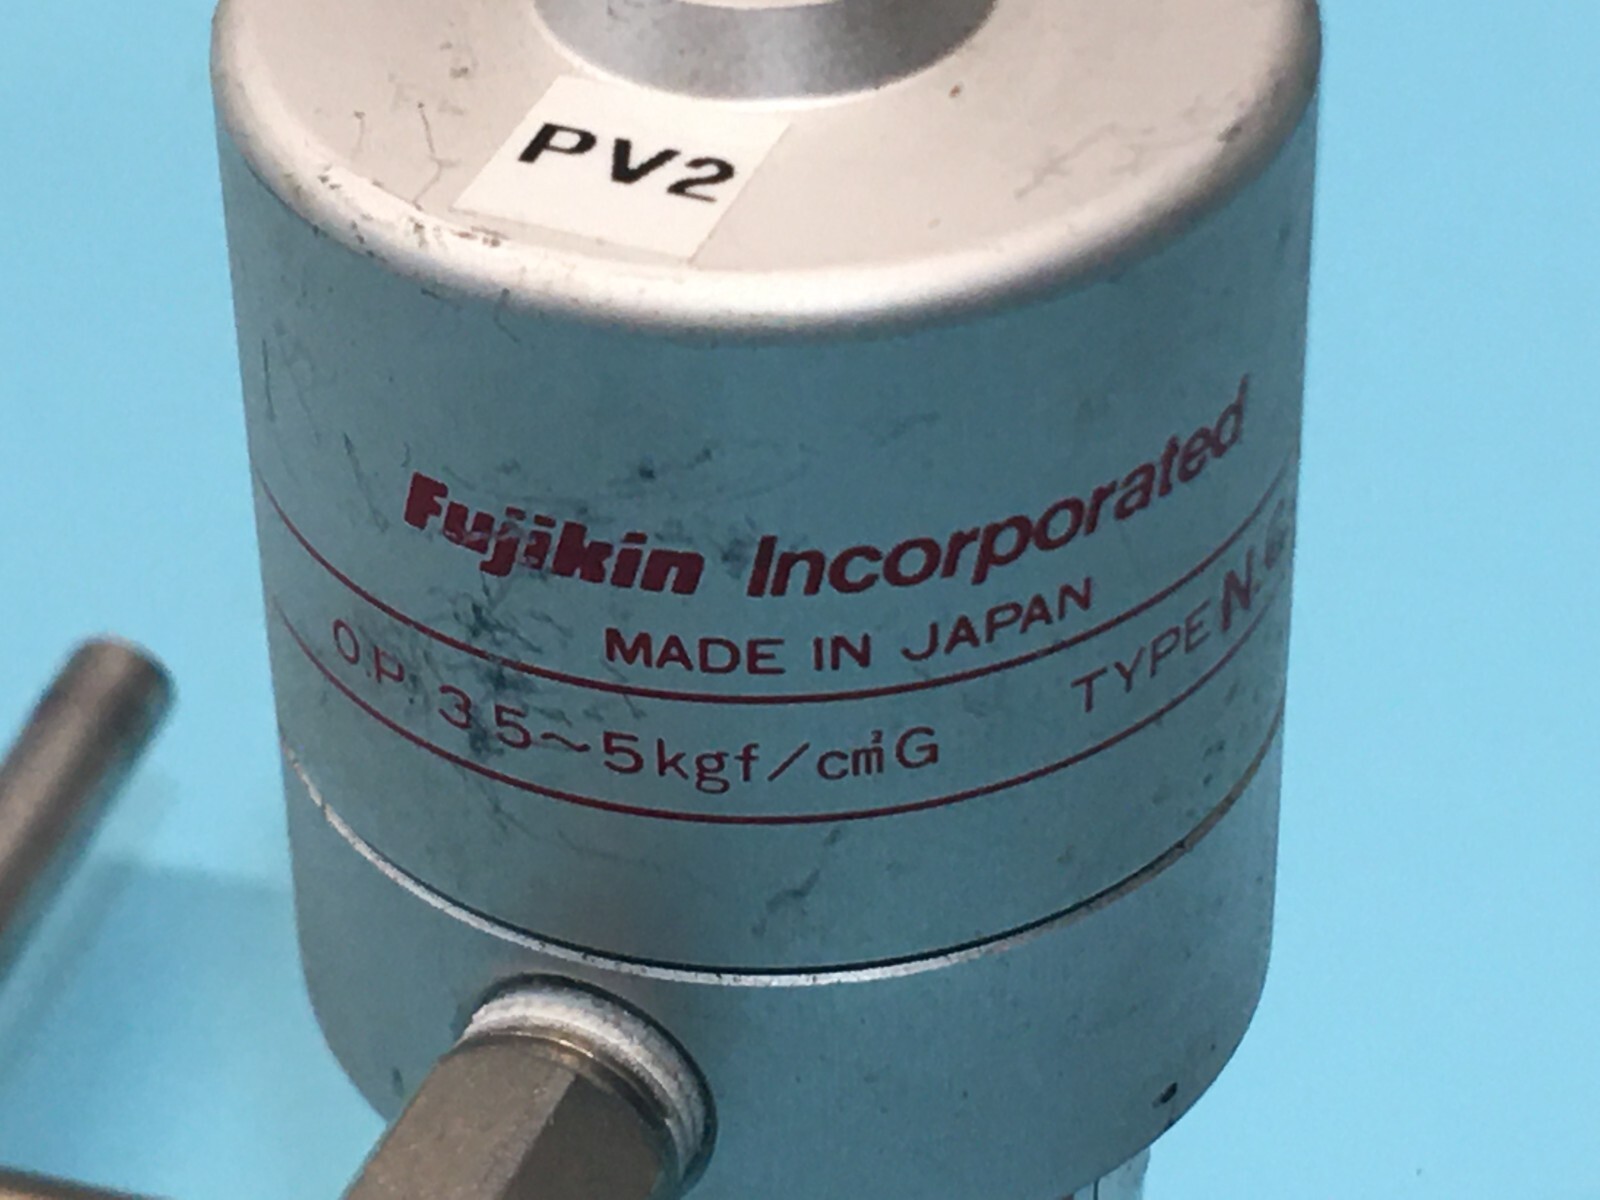 PV2
Fujikin Incorporated
MADE IN JAPAN
O.P. 3.5~5kgf/cm²G TYPE